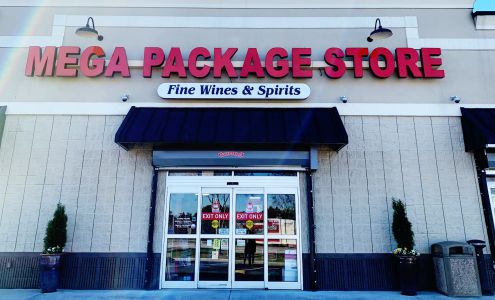 MEGA PACKAGE STORE
Fine Wines & Spirits
EXIT ONLY EXIT ONLY